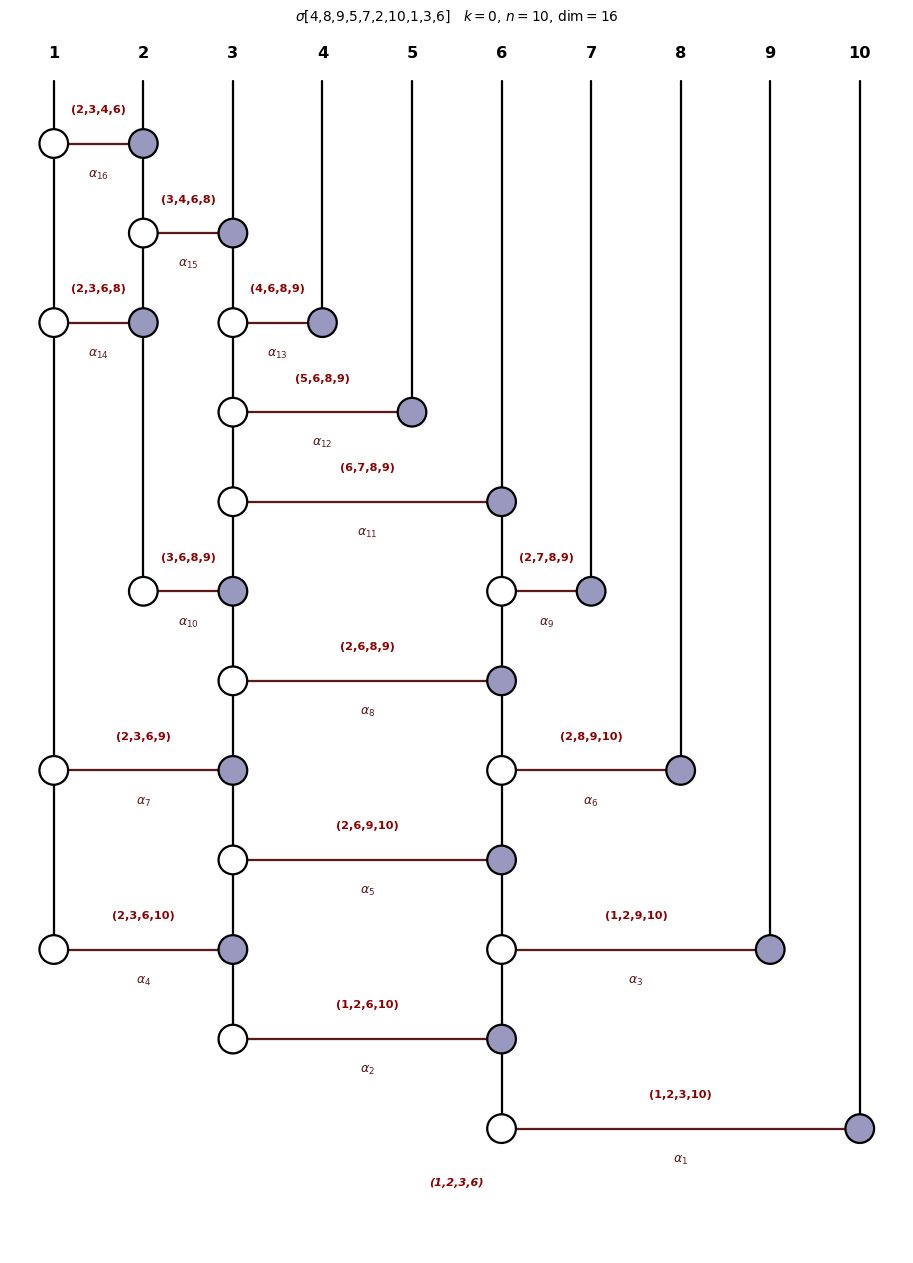 σ[4,8,9,5,7,2,10,1,3,6]   k=0, n=10, dim=16
1 2 3 4 5 6 7 8 9 10
(2,3,4,6)
α₁₆
(3,4,6,8)
α₁₅
(2,3,6,8) (4,6,8,9)
α₁₄ α₁₃
(5,6,8,9)
α₁₂
(6,7,8,9)
α₁₁
(3,6,8,9) (2,7,8,9)
α₁₀ α₉
(2,6,8,9)
α₈
(2,3,6,9) (2,8,9,10)
α₇ α₆
(2,6,9,10)
α₅
(2,3,6,10) (1,2,9,10)
α₄ α₃
(1,2,6,10)
α₂
(1,2,3,10)
α₁
(1,2,3,6)